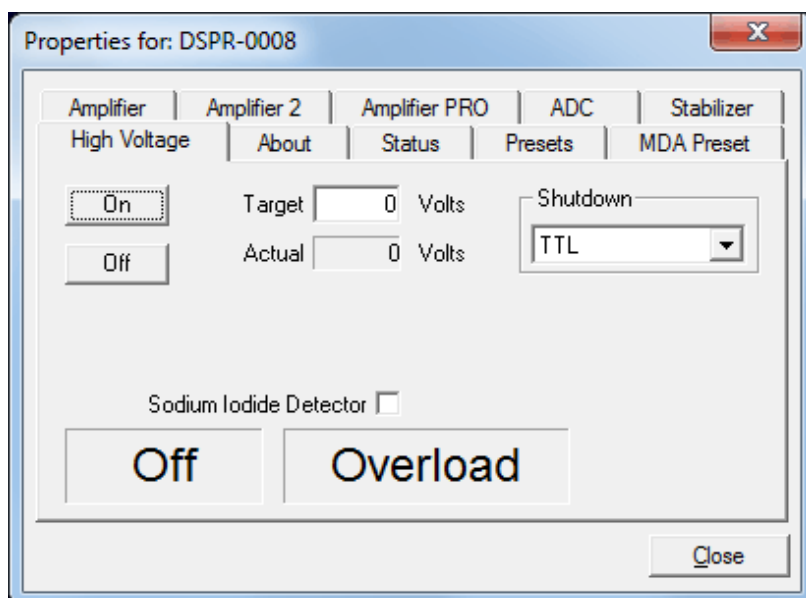 Properties for: DSPR-0008
Amplifier Amplifier 2 Amplifier PRO ADC Stabilizer
High Voltage About Status Presets MDA Preset
On Target 0 Volts Shutdown
Off Actual 0 Volts TTL
Sodium Iodide Detector
Off Overload
Close